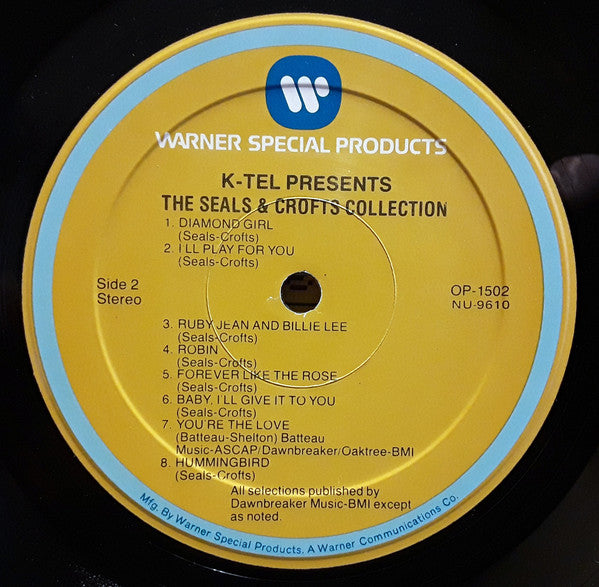 WARNER SPECIAL PRODUCTS
K-TEL PRESENTS
THE SEALS & CROFTS COLLECTION
1. DIAMOND GIRL
(Seals-Crofts)
2. I'LL PLAY FOR YOU
(Seals-Crofts)
Side 2
Stereo
OP-1502
NU-9610
3. RUBY JEAN AND BILLIE LEE
(Seals-Crofts)
4. ROBIN
(Seals-Crofts)
5. FOREVER LIKE THE ROSE
(Seals-Crofts)
6. BABY, I'LL GIVE IT TO YOU
(Seals-Crofts)
7. YOU'RE THE LOVE
(Batteau-Shelton) Batteau
Music-ASCAP/Dawnbreaker/Oaktree-BMI
8. HUMMINGBIRD
(Seals-Crofts)
All selections published by
Dawnbreaker Music-BMI except
as noted.
Mfg. By Warner Special Products, A Warner Communications Co.